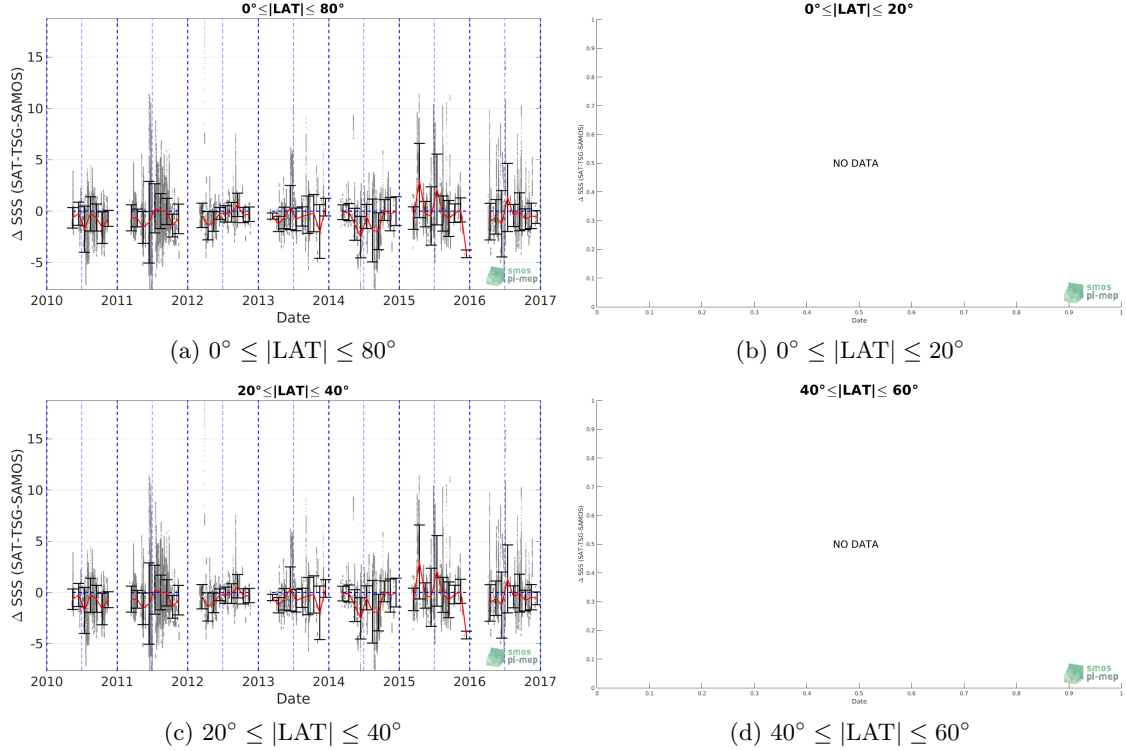 0°≤|LAT|≤ 80°
Δ SSS (SAT-TSG-SAMOS)
15
10
5
0
-5
2010 2011 2012 2013 2014 2015 2016 2017
Date
smos
pi-mep
(a) 0° ≤ |LAT| ≤ 80°
0°≤|LAT|≤ 20°
Δ SSS (SAT-TSG-SAMOS)
1
0.9
0.8
0.7
0.6
0.5
0.4
0.3
0.2
0.1
0
NO DATA
0 0.1 0.2 0.3 0.4 0.5 0.6 0.7 0.8 0.9 1
Date
smos
pi-mep
(b) 0° ≤ |LAT| ≤ 20°
20°≤|LAT|≤ 40°
Δ SSS (SAT-TSG-SAMOS)
15
10
5
0
-5
2010 2011 2012 2013 2014 2015 2016 2017
Date
smos
pi-mep
(c) 20° ≤ |LAT| ≤ 40°
40°≤|LAT|≤ 60°
Δ SSS (SAT-TSG-SAMOS)
1
0.9
0.8
0.7
0.6
0.5
0.4
0.3
0.2
0.1
0
NO DATA
0 0.1 0.2 0.3 0.4 0.5 0.6 0.7 0.8 0.9 1
Date
smos
pi-mep
(d) 40° ≤ |LAT| ≤ 60°